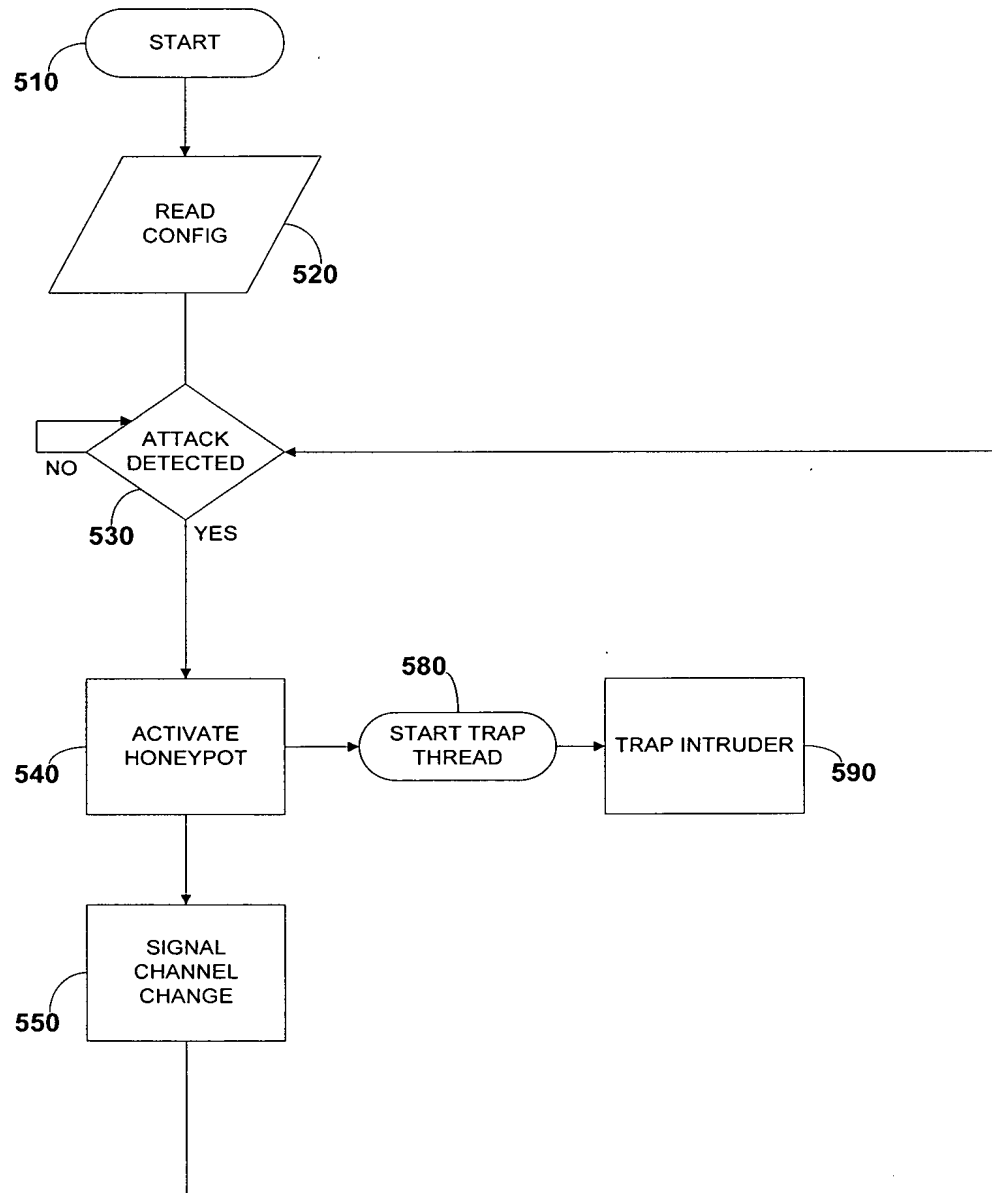 START
510
READ
CONFIG
520
ATTACK
DETECTED
NO
530
YES
580
ACTIVATE
HONEYPOT
START TRAP
THREAD
TRAP INTRUDER
540
590
SIGNAL
CHANNEL
CHANGE
550